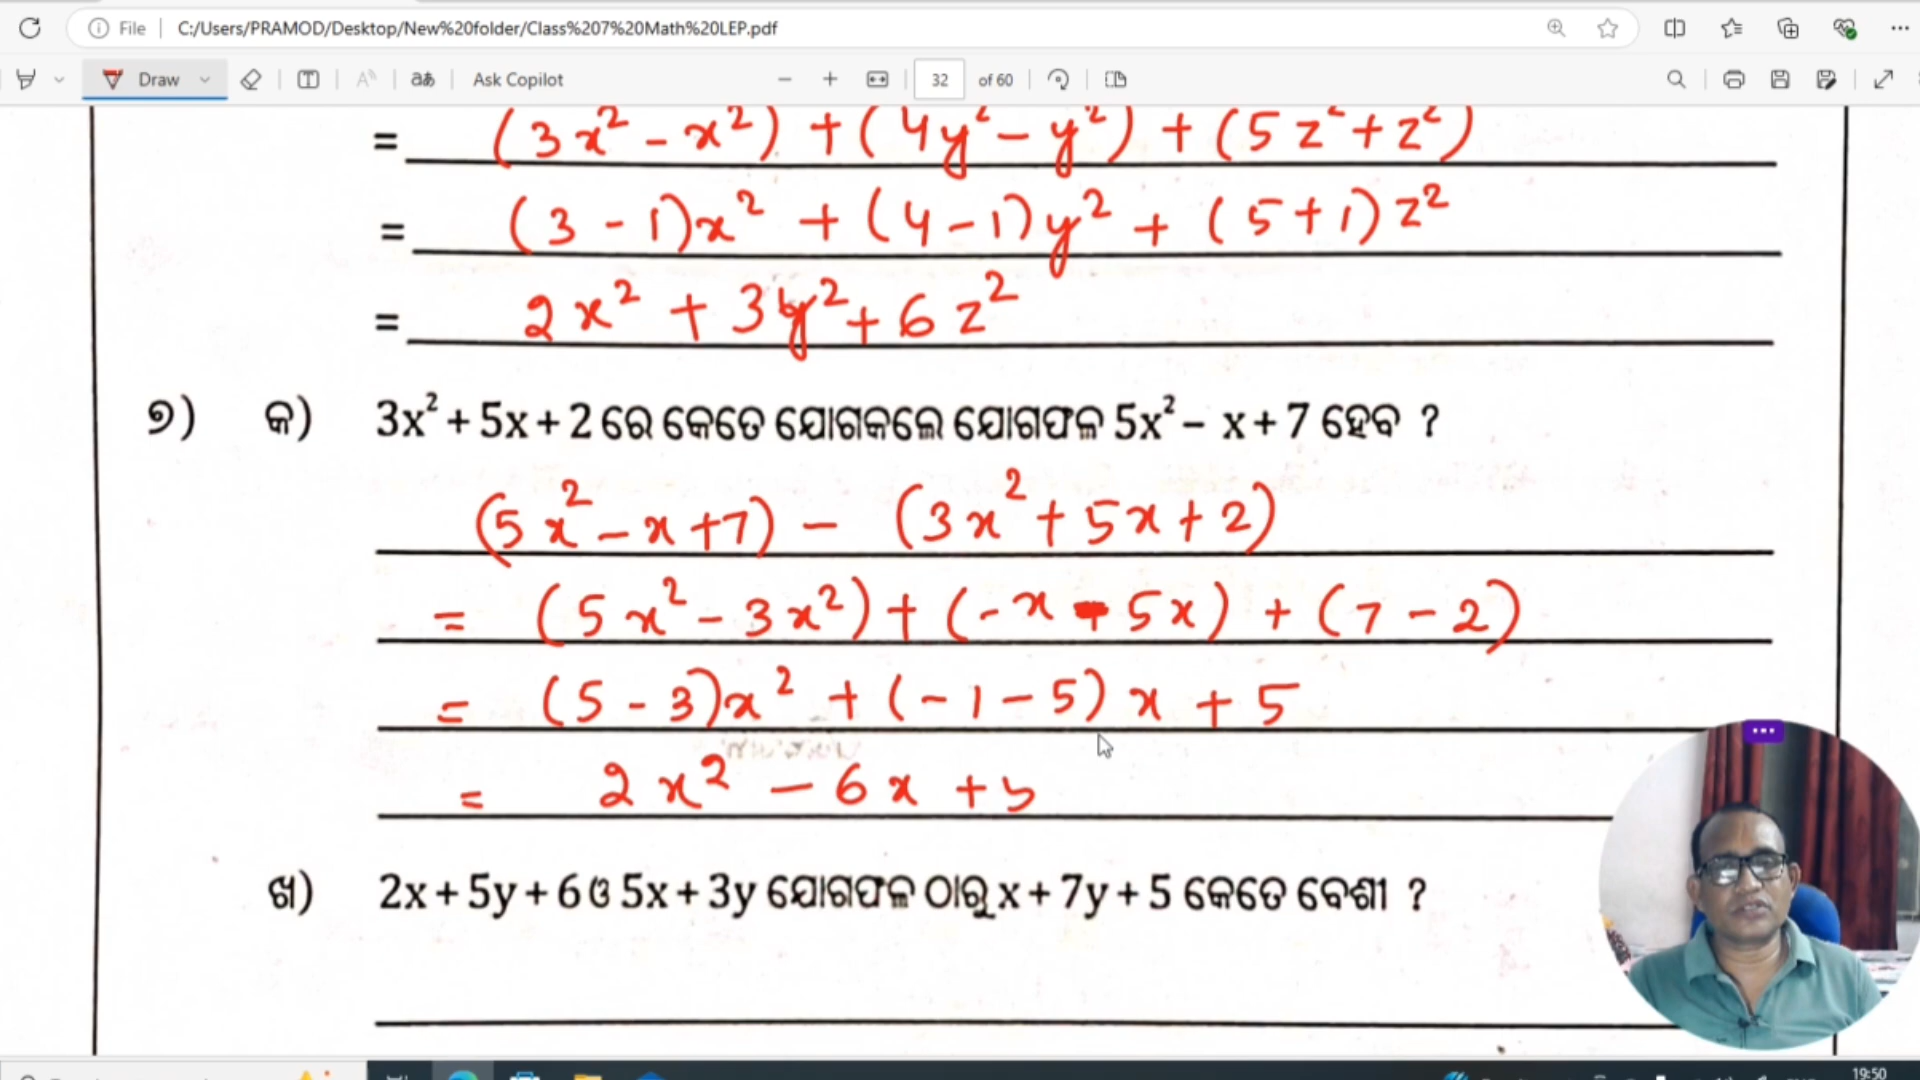 File | C:/Users/PRAMOD/Desktop/New%20folder/Class%207%20Math%20LEP.pdf
Draw aあ Ask Copilot 32 of 60
= (3x² - x²) + (4y² - y²) + (5z² + z²)
= (3 - 1)x² + (4 - 1)y² + (5 + 1)z²
= 2x² + 3y² + 6z²
୭) କ) 3x² + 5x + 2 ରେ କେତେ ଯୋଗକଲେ ଯୋଗଫଳ 5x² – x + 7 ହେବ ?
(5x² - x + 7) - (3x² + 5x + 2)
= (5x² - 3x²) + (-x - 5x) + (7 - 2)
= (5 - 3)x² + (-1 - 5)x + 5
= 2x² - 6x + 5
ଖ) 2x + 5y + 6 ଓ 5x + 3y ଯୋଗଫଳ ଠାରୁ x + 7y + 5 କେତେ ବେଶୀ ?
19:50